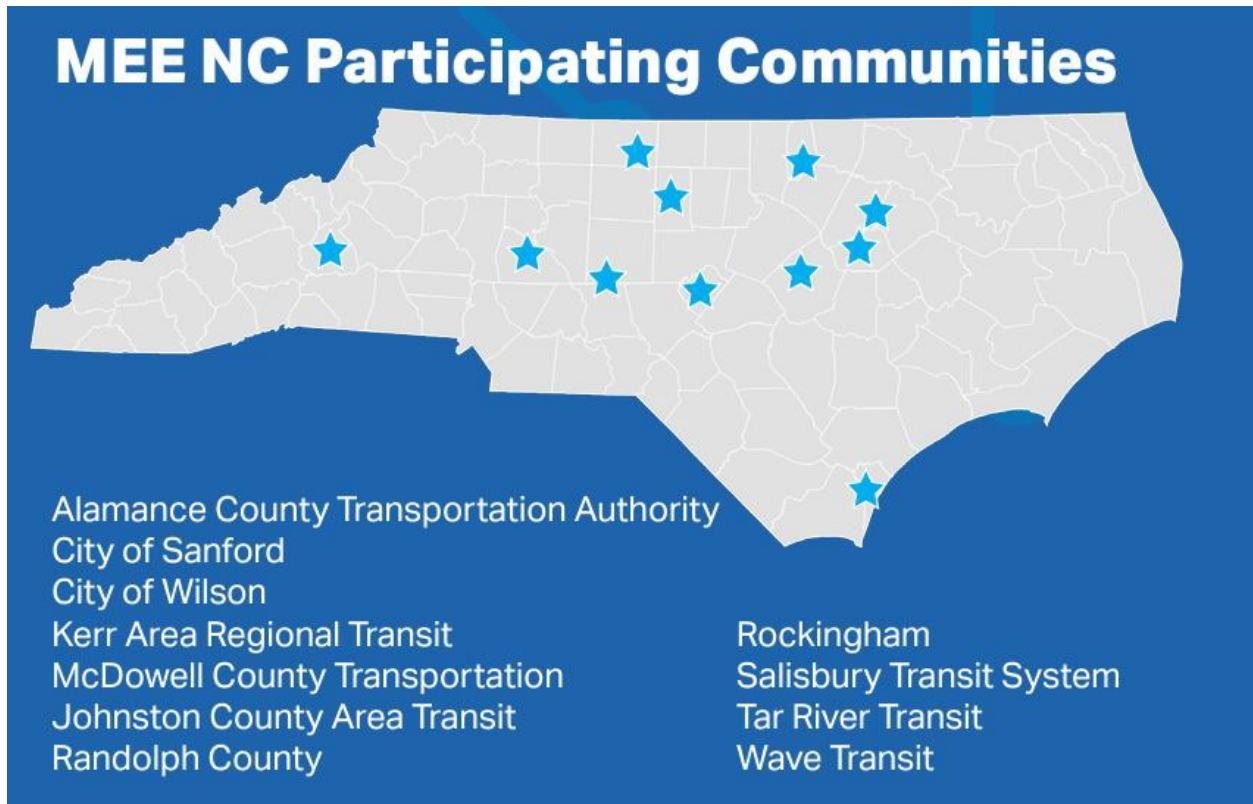 MEE NC Participating Communities
Alamance County Transportation Authority
City of Sanford
City of Wilson
Kerr Area Regional Transit
McDowell County Transportation
Johnston County Area Transit
Randolph County
Rockingham
Salisbury Transit System
Tar River Transit
Wave Transit